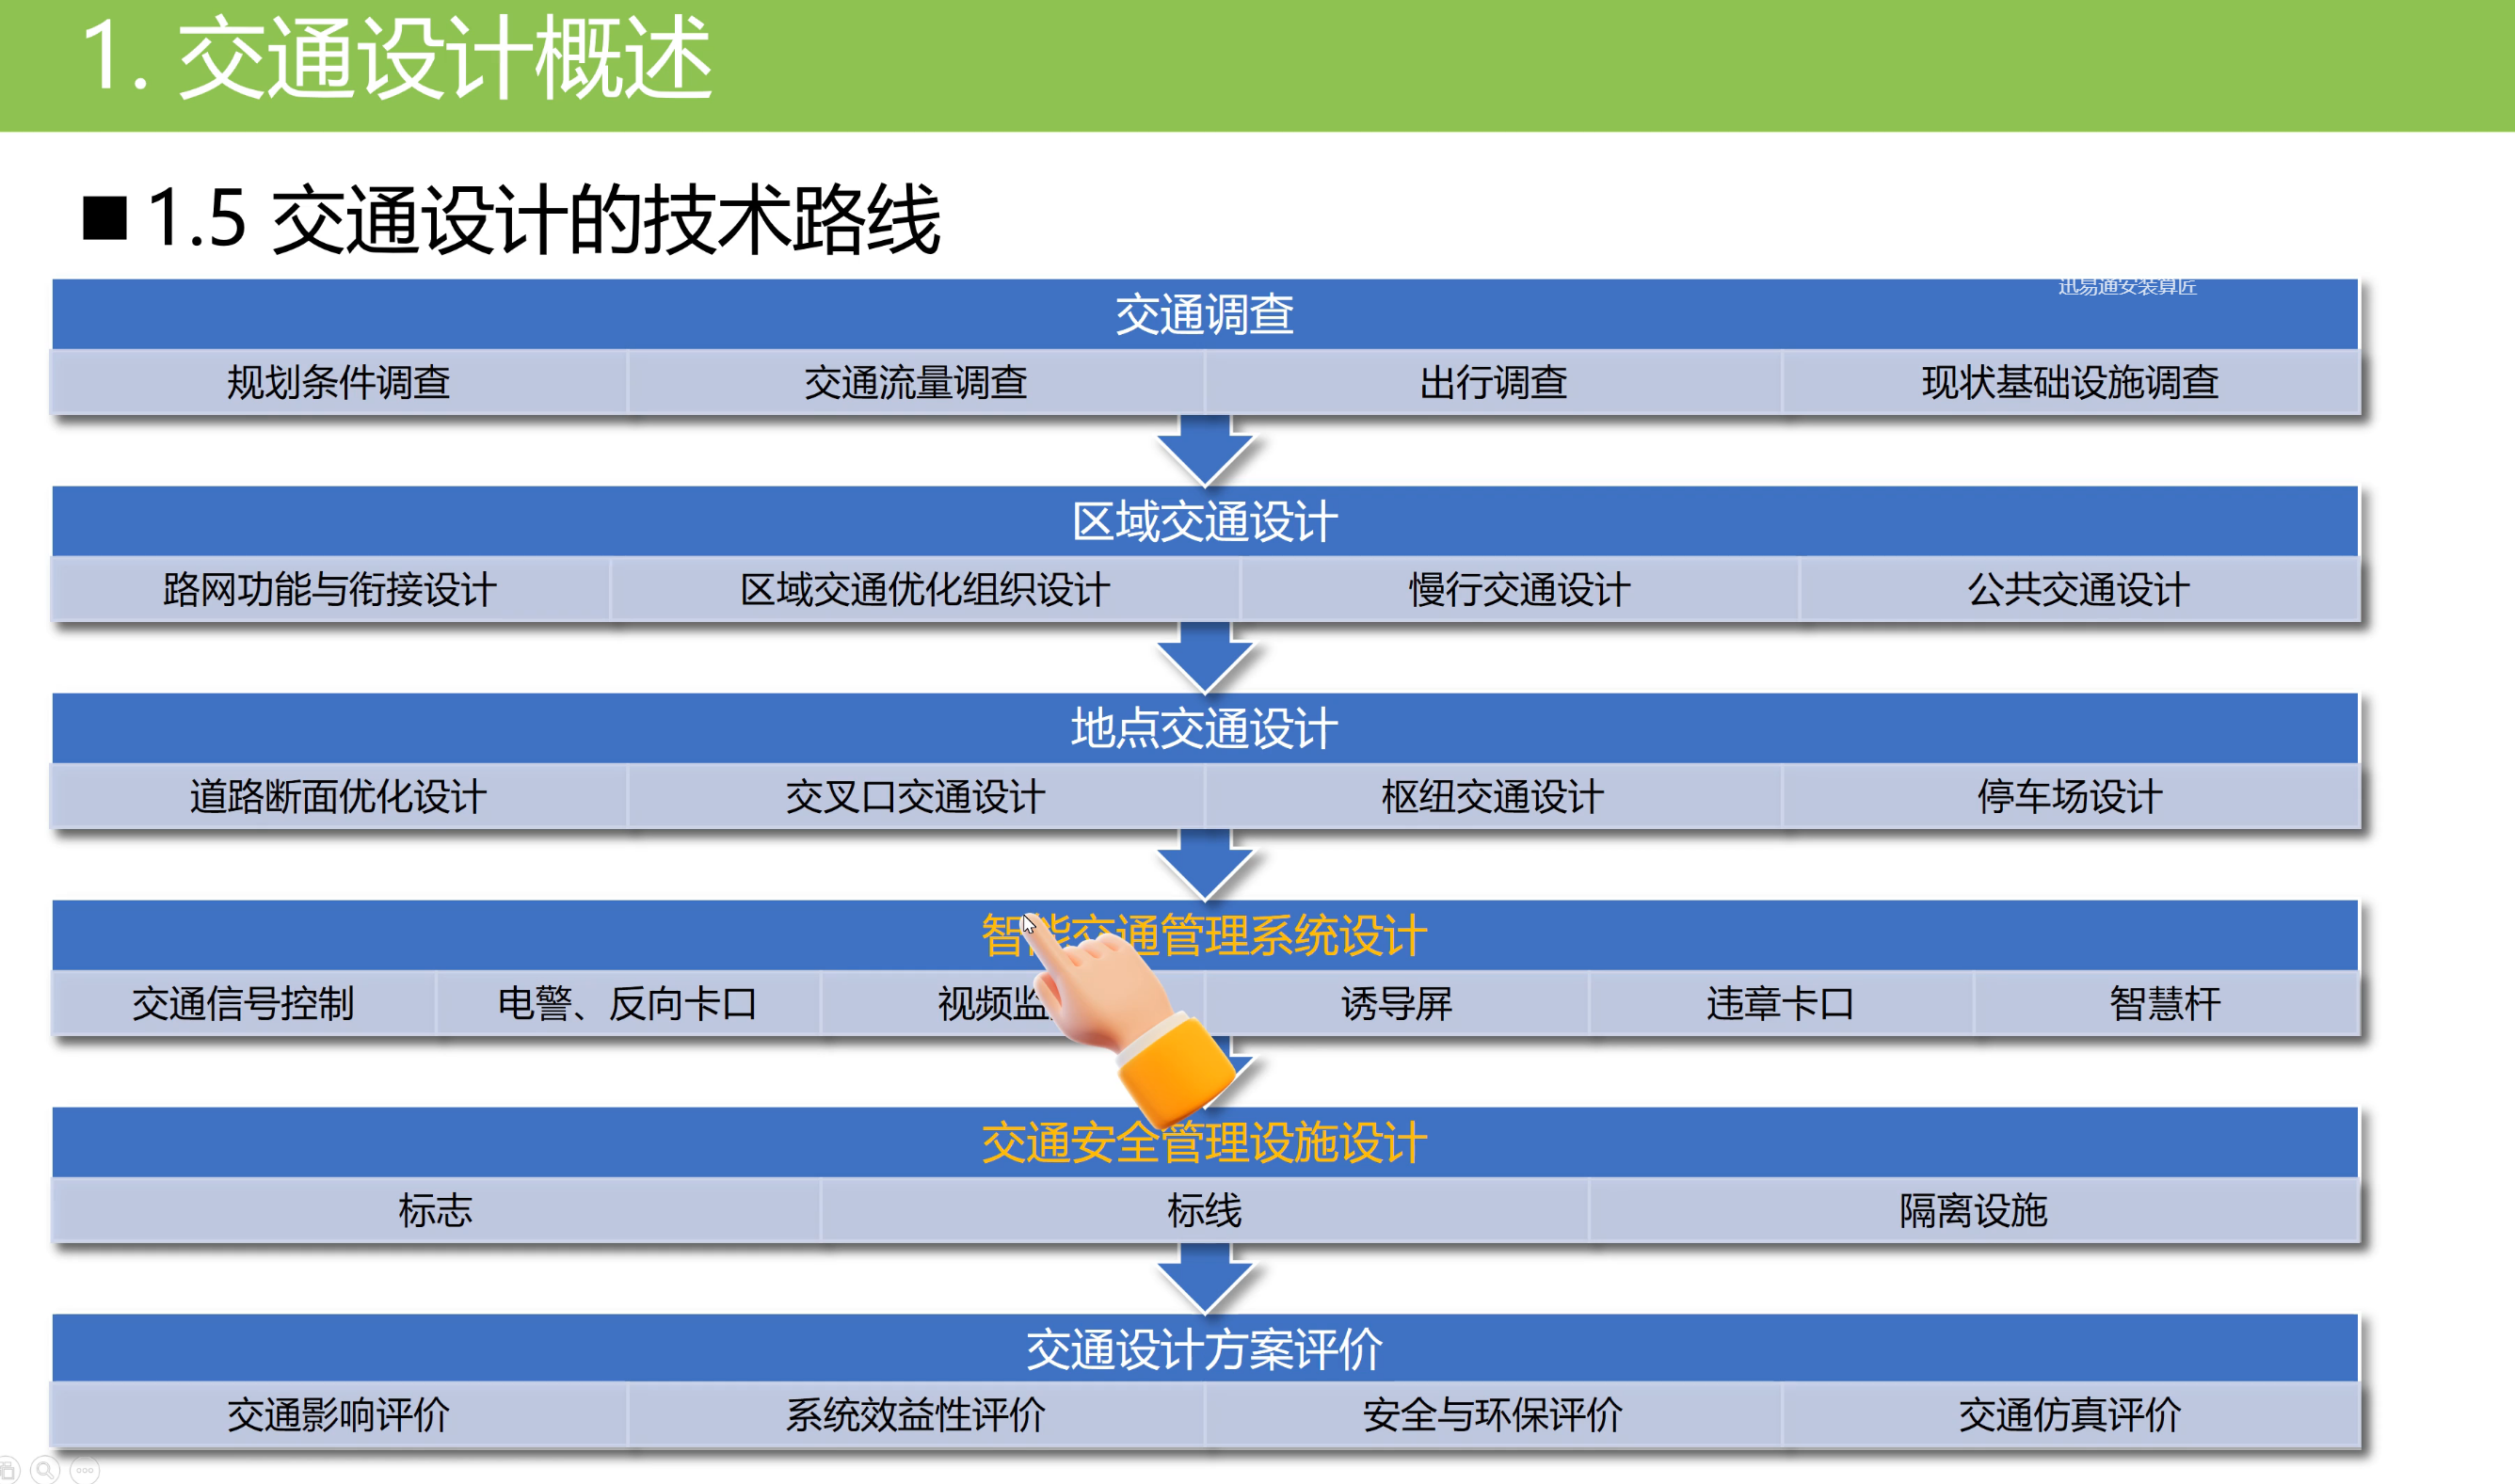 1. 交通设计概述
1.5 交通设计的技术路线
迅易通安装算匠
交通调查
规划条件调查 交通流量调查 出行调查 现状基础设施调查
区域交通设计
路网功能与衔接设计 区域交通优化组织设计 慢行交通设计 公共交通设计
地点交通设计
道路断面优化设计 交叉口交通设计 枢纽交通设计 停车场设计
智能交通管理系统设计
交通信号控制 电警、反向卡口 视频监 诱导屏 违章卡口 智慧杆
交通安全管理设施设计
标志 标线 隔离设施
交通设计方案评价
交通影响评价 系统效益性评价 安全与环保评价 交通仿真评价